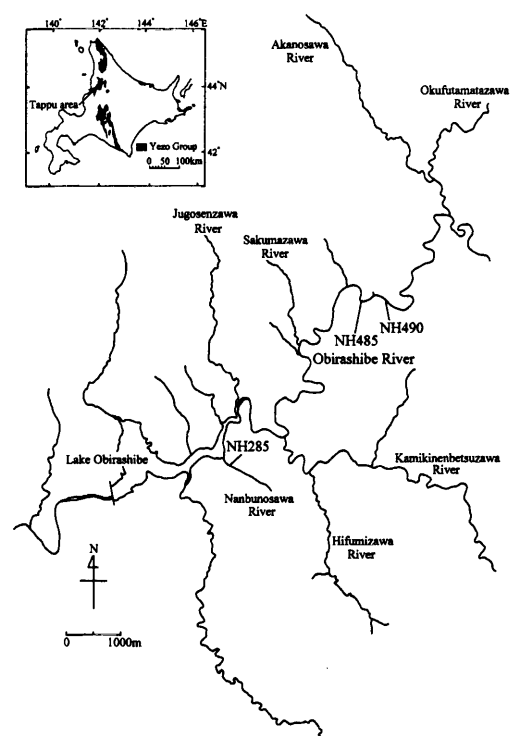 140°
142°
144°
146°E
44°N
42°
Tappu area
Yezo Group
0 50 100km
Akanosawa
River
Okufutamatazawa
River
Jugosenzawa
River
Sakumazawa
River
NH485
NH490
Obirashibe River
NH285
Lake Obirashibe
Nanbunosawa
River
Kamikinenbetsuzawa
River
Hifumizawa
River
N
0 1000m